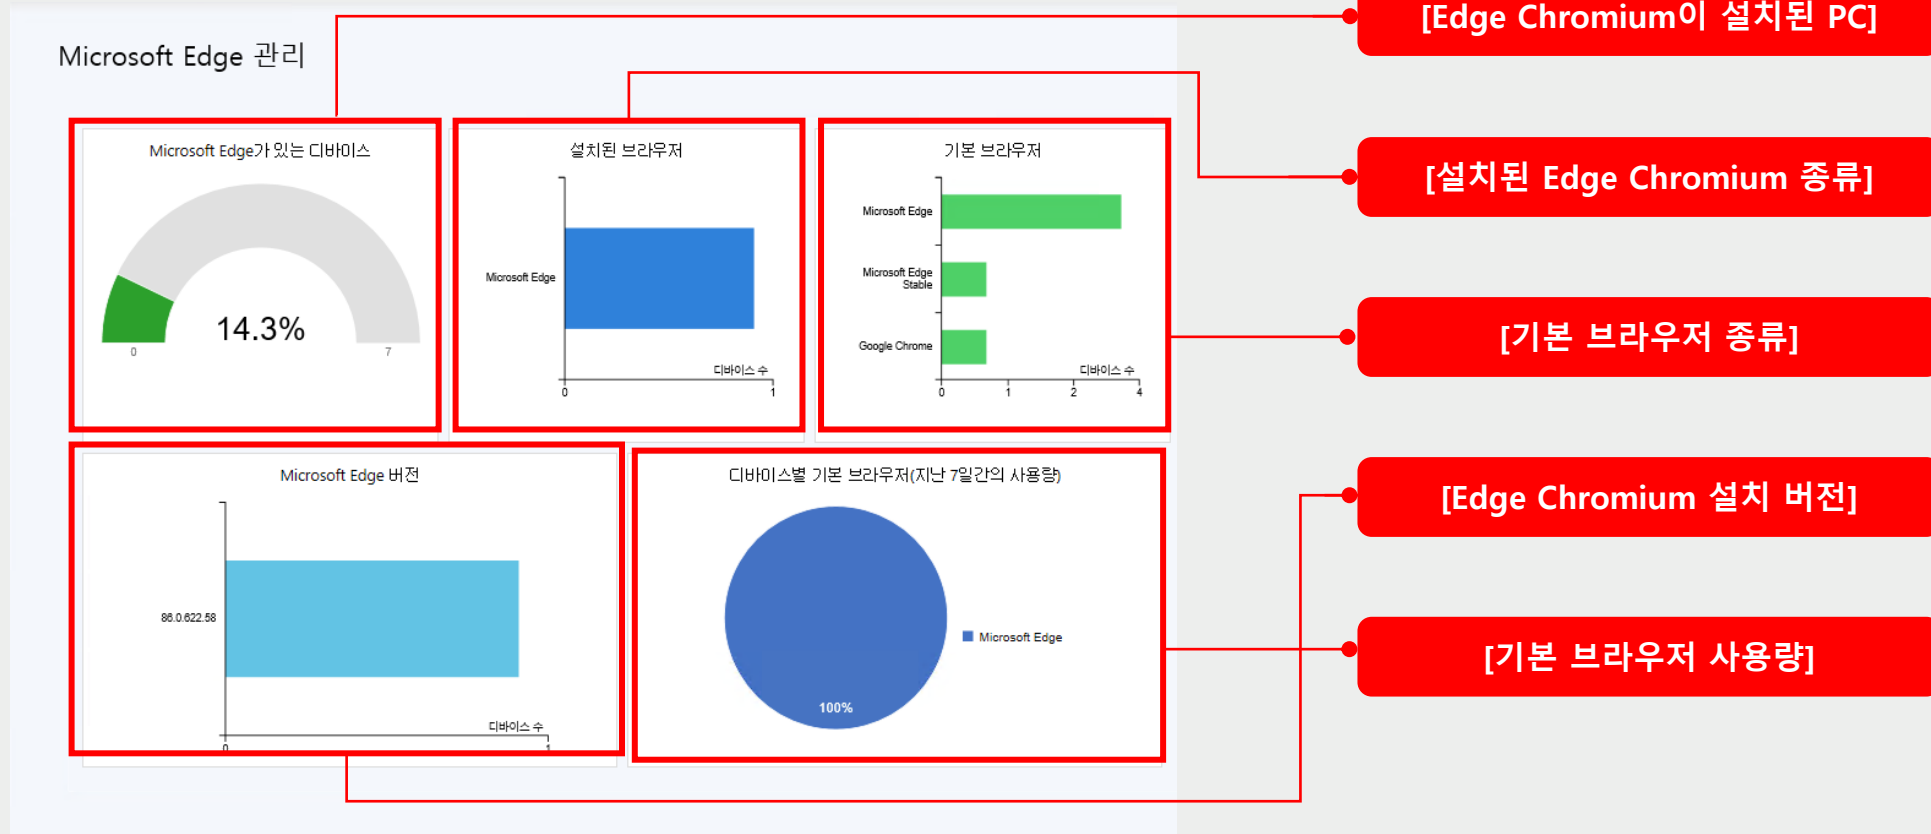 Microsoft Edge 관리
[Edge Chromium이 설치된 PC]
Microsoft Edge가 있는 디바이스
14.3%
0
7
설치된 브라우저
Microsoft Edge
디바이스 수
0
1
기본 브라우저
Microsoft Edge
Microsoft Edge
Stable
Google Chrome
디바이스 수
0
1
2
4
[설치된 Edge Chromium 종류]
[기본 브라우저 종류]
Microsoft Edge 버전
86.0.622.58
디바이스 수
0
1
디바이스별 기본 브라우저(지난 7일간의 사용량)
Microsoft Edge
100%
[Edge Chromium 설치 버전]
[기본 브라우저 사용량]